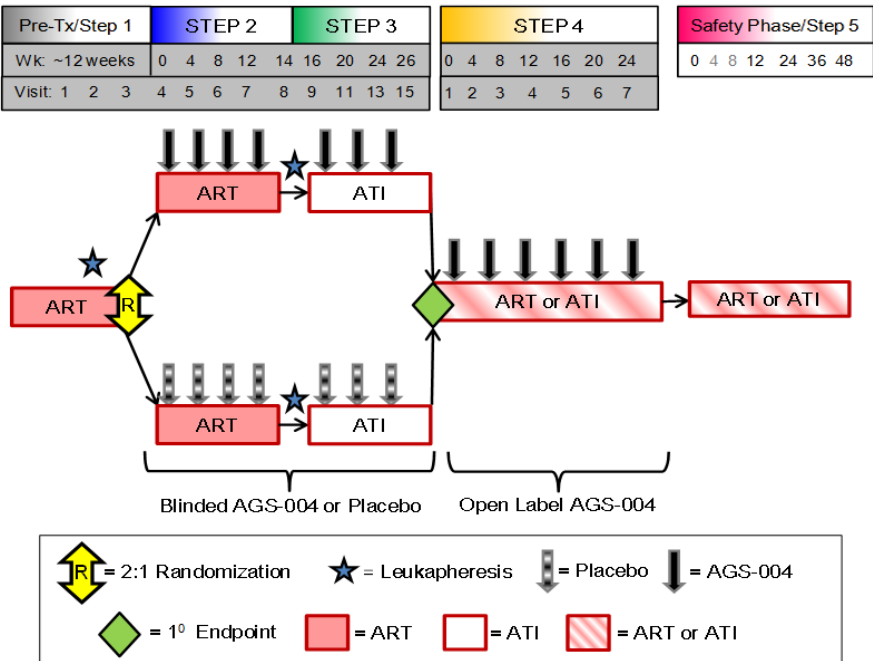 Pre-Tx/Step 1 STEP 2 STEP 3 STEP 4 Safety Phase/Step 5
Wk: ~12 weeks 0 4 8 12 14 16 20 24 26 0 4 8 12 16 20 24 0 4 8 12 24 36 48
Visit: 1 2 3 4 5 6 7 8 9 11 13 15 1 2 3 4 5 6 7
ART ATI
ART R ART or ATI ART or ATI
ART ATI
Blinded AGS-004 or Placebo Open Label AGS-004
R = 2:1 Randomization = Leukapheresis = Placebo = AGS-004
= 1⁰ Endpoint = ART = ATI = ART or ATI